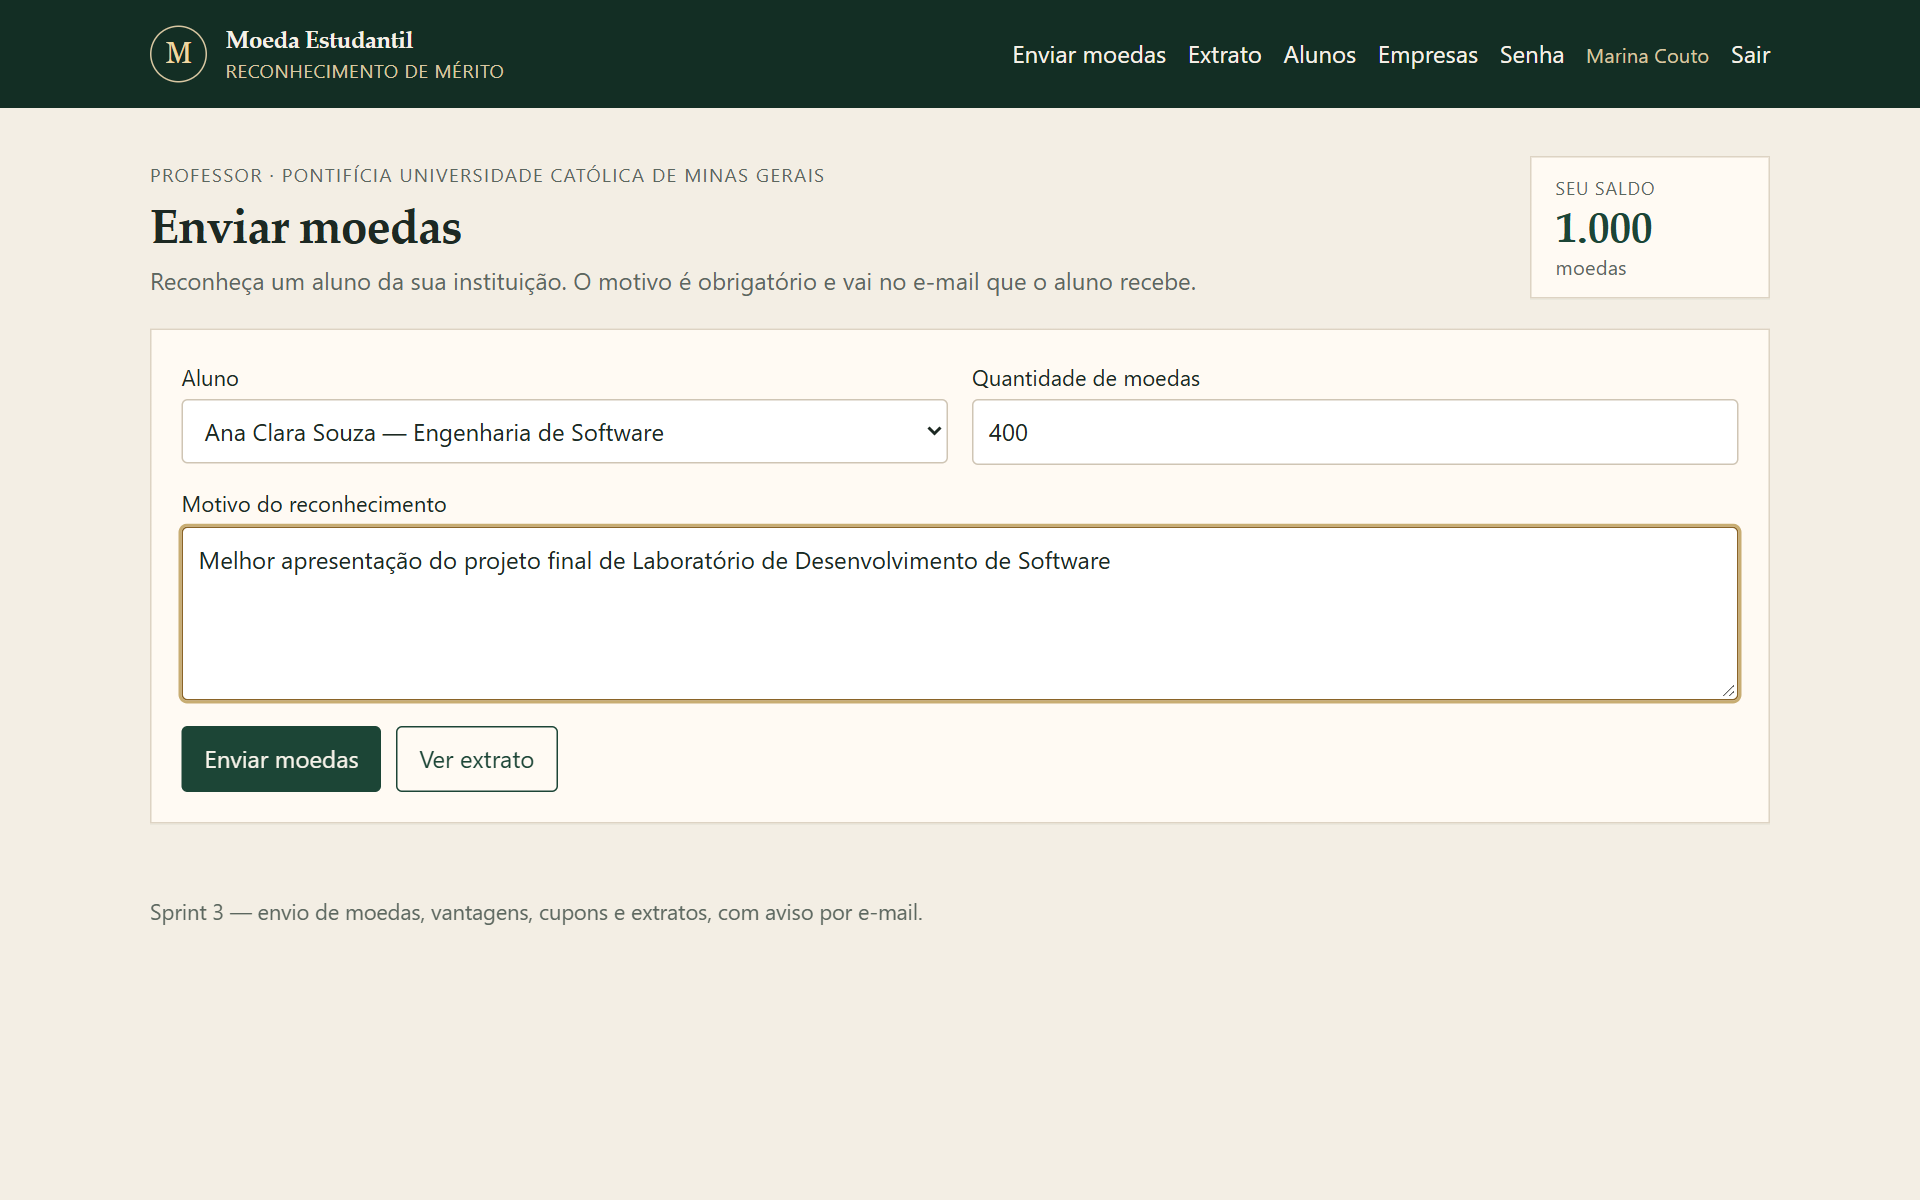 M
Moeda Estudantil
RECONHECIMENTO DE MÉRITO
Enviar moedas Extrato Alunos Empresas Senha Marina Couto Sair
PROFESSOR · PONTIFÍCIA UNIVERSIDADE CATÓLICA DE MINAS GERAIS
Enviar moedas
Reconheça um aluno da sua instituição. O motivo é obrigatório e vai no e-mail que o aluno recebe.
SEU SALDO
1.000
moedas
Aluno
Ana Clara Souza — Engenharia de Software
Quantidade de moedas
400
Motivo do reconhecimento
Melhor apresentação do projeto final de Laboratório de Desenvolvimento de Software
Enviar moedas
Ver extrato
Sprint 3 — envio de moedas, vantagens, cupons e extratos, com aviso por e-mail.